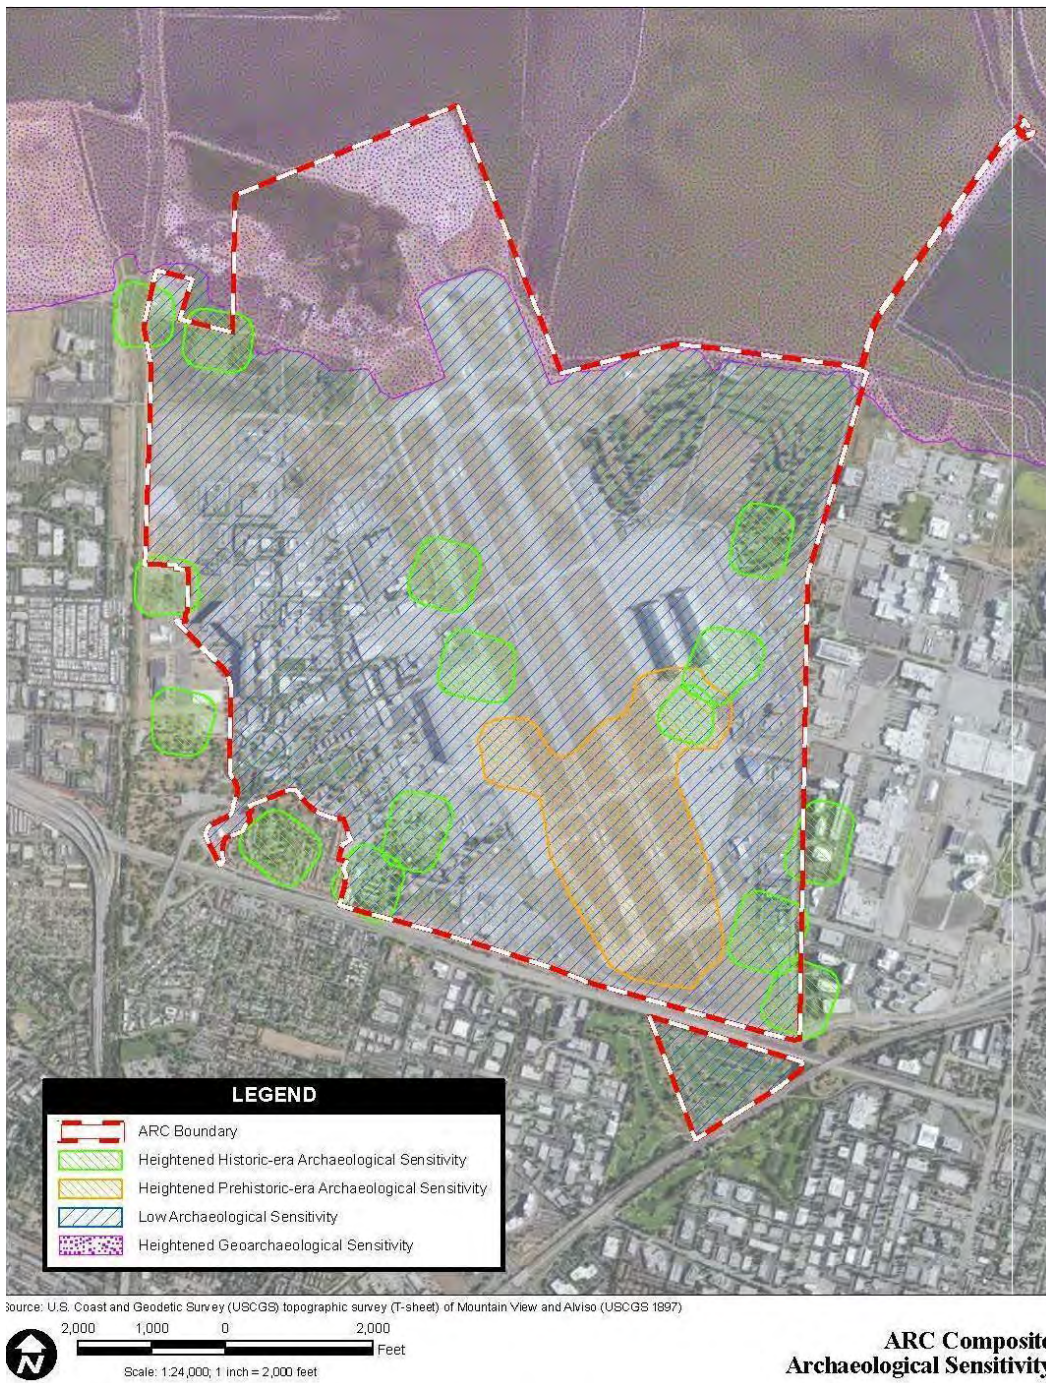 LEGEND
ARC Boundary
Heightened Historic-era Archaeological Sensitivity
Heightened Prehistoric-era Archaeological Sensitivity
Low Archaeological Sensitivity
Heightened Geoarchaeological Sensitivity
ource: U.S. Coast and Geodetic Survey (USCGS) topographic survey (T-sheet) of Mountain View and Alviso (USCGS 1897)
N
2,000 1,000 0 2,000
Feet
Scale: 1:24,000; 1 inch = 2,000 feet
ARC Composite
Archaeological Sensitivity